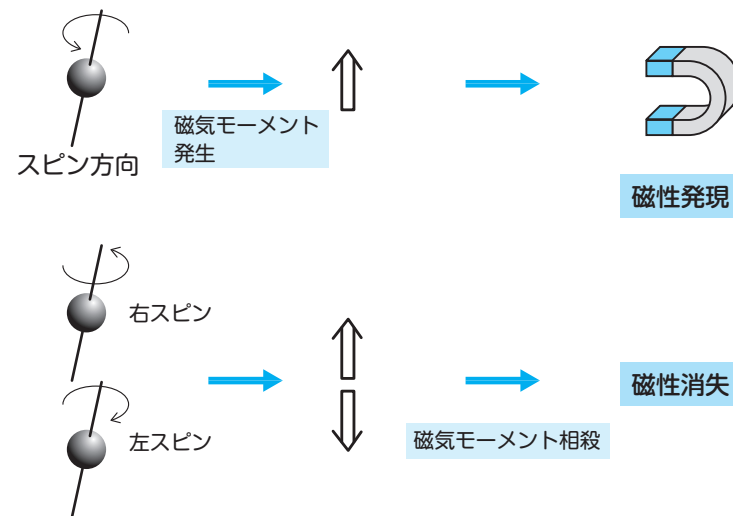 磁気モーメント
発生
スピン方向
磁性発現
右スピン
磁性消失
左スピン
磁気モーメント相殺